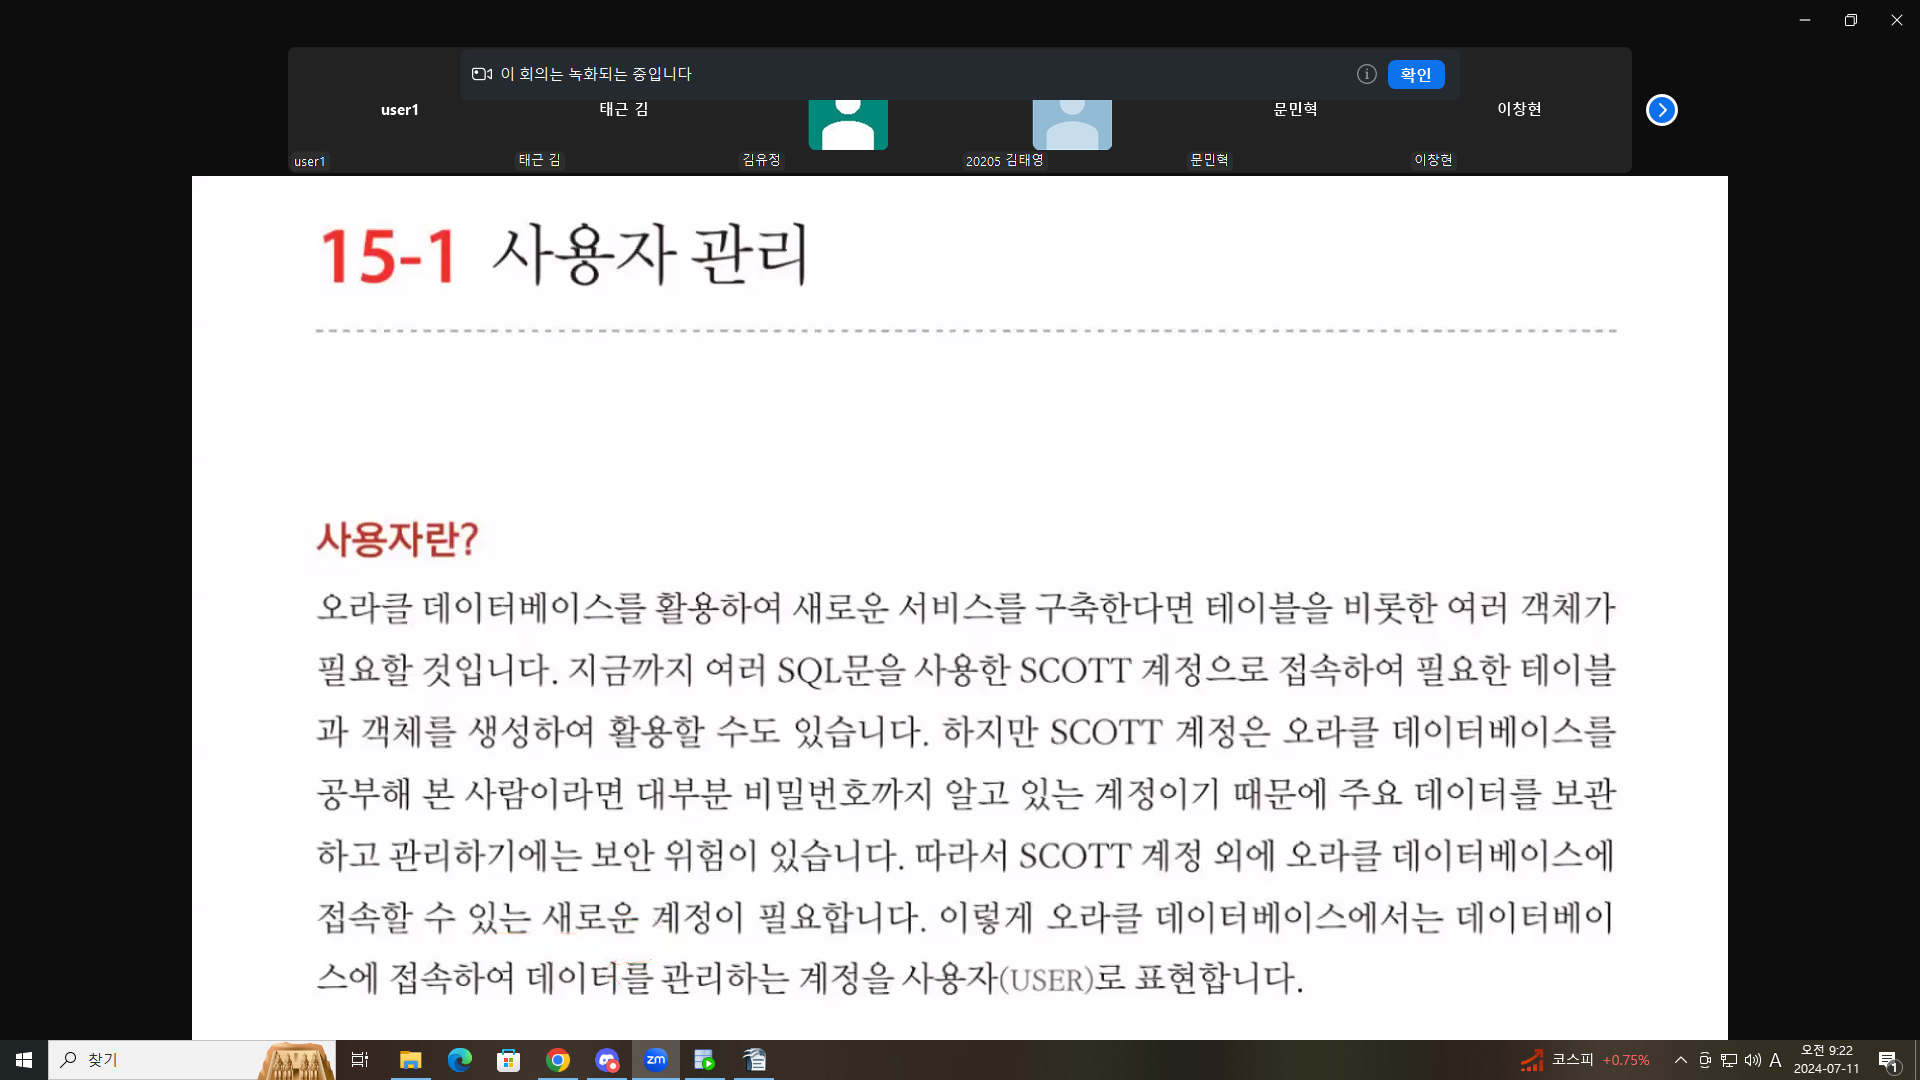 이 회의는 녹화되는 중입니다
확인
user1
태근 김
문민혁
이창현
user1
태근 김
김유정
20205 김태영
문민혁
이창현
15-1 사용자 관리
사용자란?
오라클 데이터베이스를 활용하여 새로운 서비스를 구축한다면 테이블을 비롯한 여러 객체가
필요할 것입니다. 지금까지 여러 SQL문을 사용한 SCOTT 계정으로 접속하여 필요한 테이블
과 객체를 생성하여 활용할 수도 있습니다. 하지만 SCOTT 계정은 오라클 데이터베이스를
공부해 본 사람이라면 대부분 비밀번호까지 알고 있는 계정이기 때문에 주요 데이터를 보관
하고 관리하기에는 보안 위험이 있습니다. 따라서 SCOTT 계정 외에 오라클 데이터베이스에
접속할 수 있는 새로운 계정이 필요합니다. 이렇게 오라클 데이터베이스에서는 데이터베이
스에 접속하여 데이터를 관리하는 계정을 사용자(USER)로 표현합니다.
찾기
zm
코스피 +0.75%
A
오전 9:22
2024-07-11
1